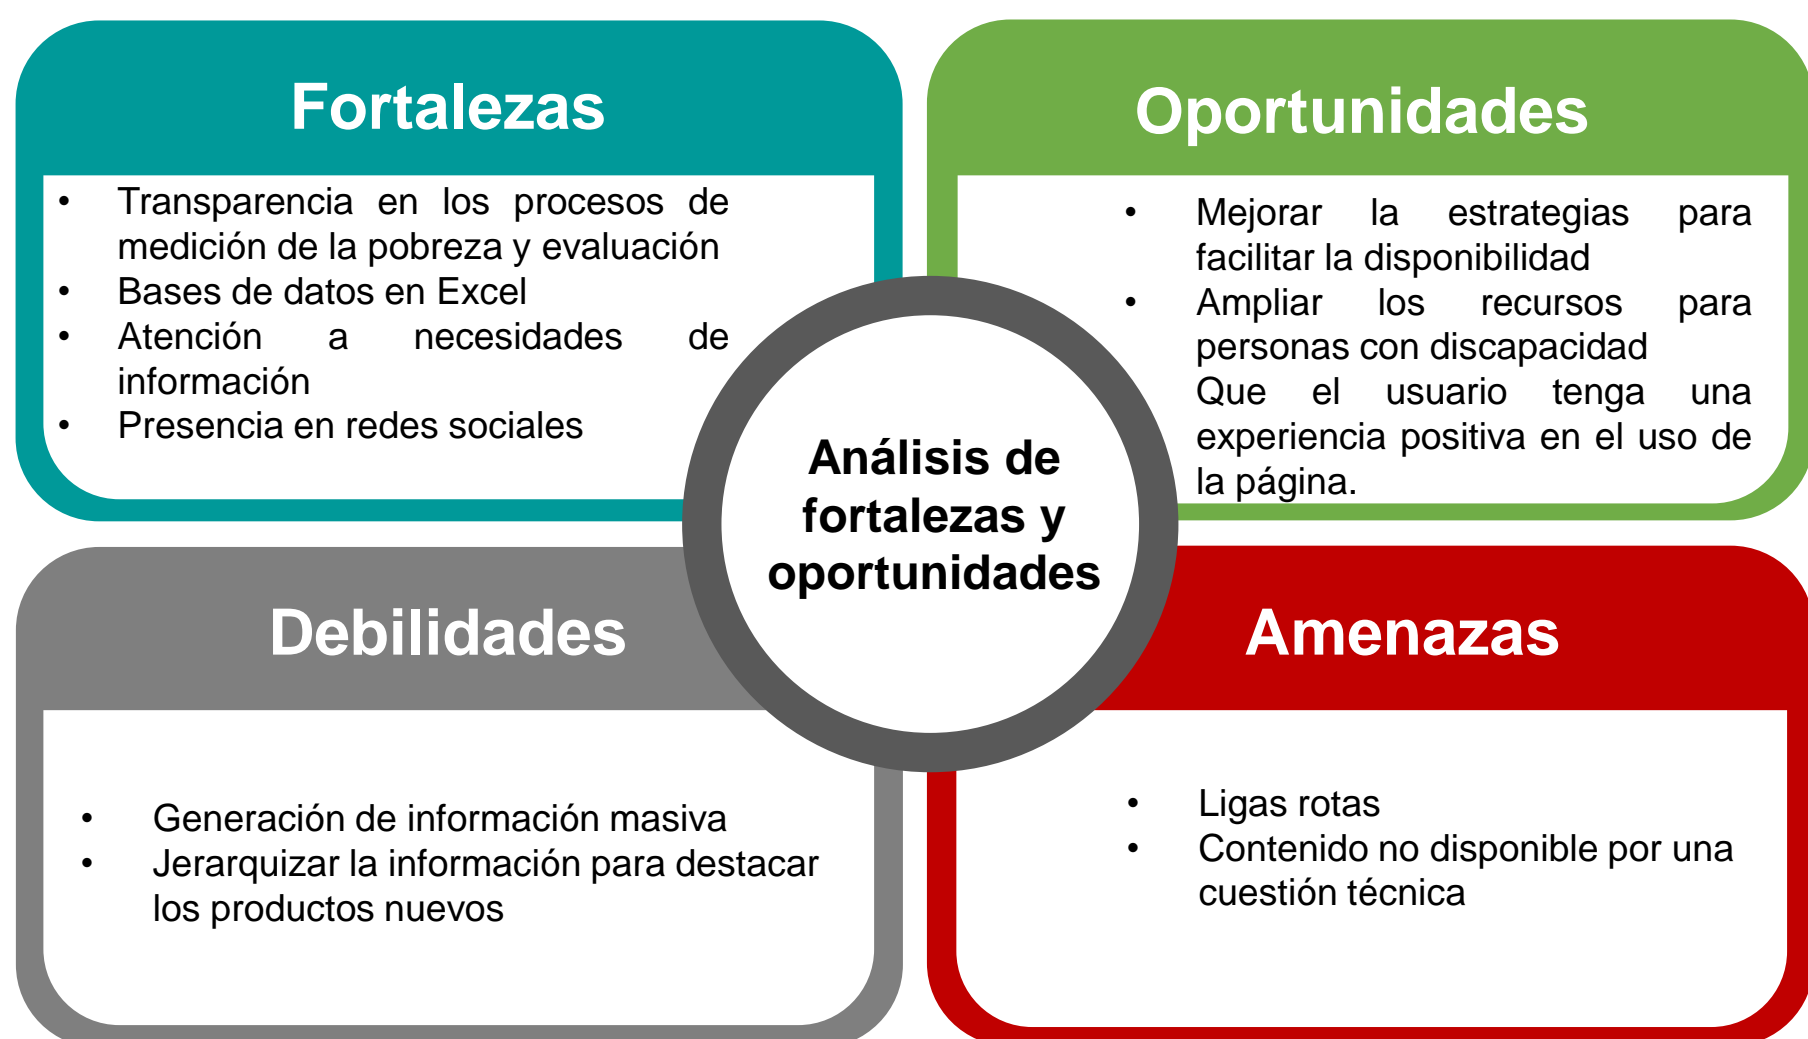 Fortalezas
• Transparencia en los procesos de
medición de la pobreza y evaluación
• Bases de datos en Excel
• Atención a necesidades de
información
• Presencia en redes sociales
Oportunidades
• Mejorar la estrategias para
facilitar la disponibilidad
• Ampliar los recursos para
personas con discapacidad
Que el usuario tenga una
experiencia positiva en el uso de
la página.
Análisis de
fortalezas y
oportunidades
Debilidades
• Generación de información masiva
• Jerarquizar la información para destacar
los productos nuevos
Amenazas
• Ligas rotas
• Contenido no disponible por una
cuestión técnica